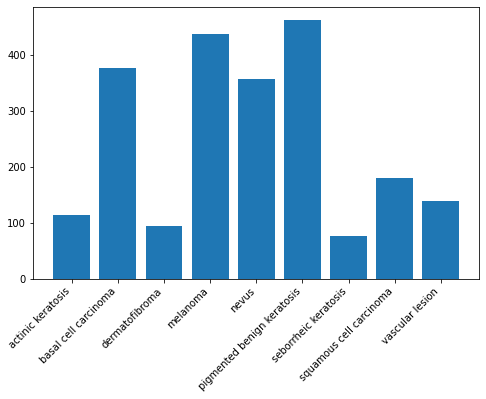 400
300
200
100
0
actinic keratosis
basal cell carcinoma
dermatofibroma
melanoma
nevus
pigmented benign keratosis
seborrheic keratosis
squamous cell carcinoma
vascular lesion